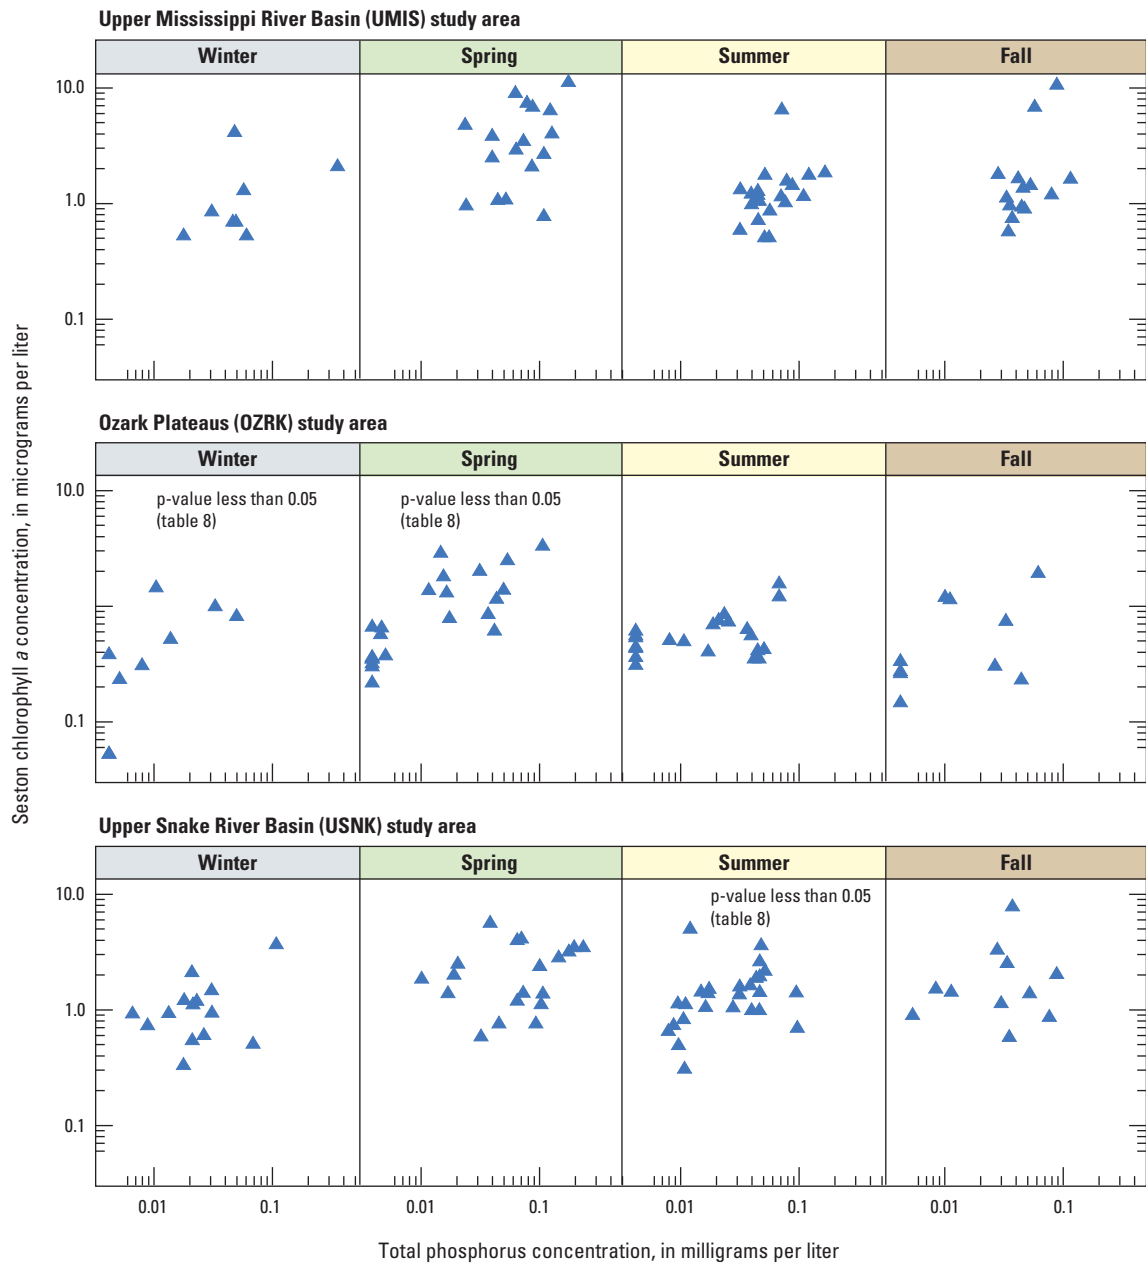 Upper Mississippi River Basin (UMIS) study area
Winter Spring Summer Fall
10.0
1.0
0.1
Ozark Plateaus (OZRK) study area
Winter Spring Summer Fall
p-value less than 0.05
(table 8)
p-value less than 0.05
(table 8)
10.0
1.0
0.1
Upper Snake River Basin (USNK) study area
Winter Spring Summer Fall
p-value less than 0.05
(table 8)
10.0
1.0
0.1
0.01 0.1 0.01 0.1 0.01 0.1 0.01 0.1
Seston chlorophyll a concentration, in micrograms per liter
Total phosphorus concentration, in milligrams per liter